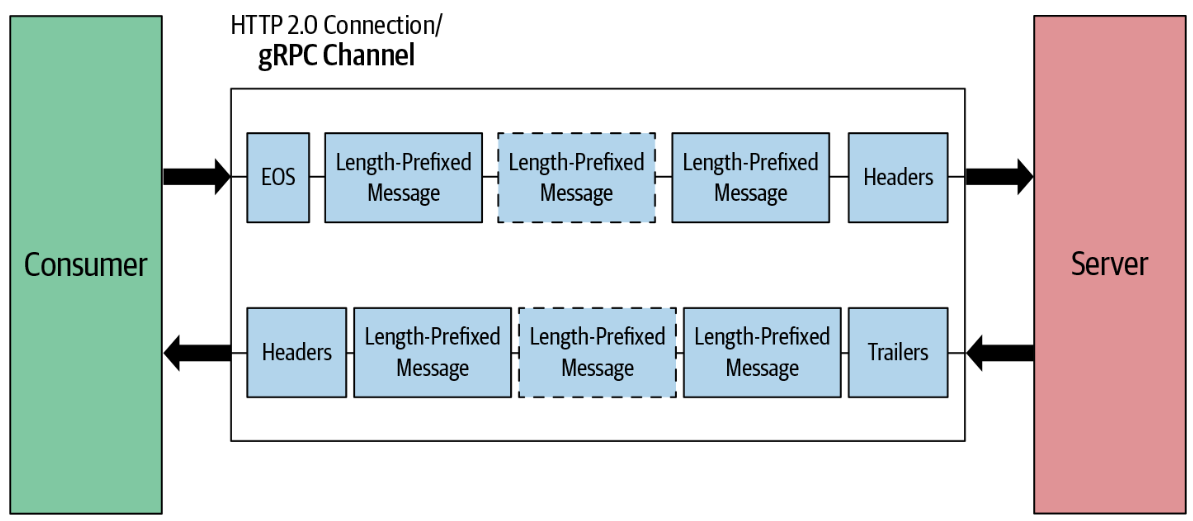 HTTP 2.0 Connection/
gRPC Channel
Consumer
EOS
Length-Prefixed
Message
Length-Prefixed
Message
Length-Prefixed
Message
Headers
Headers
Length-Prefixed
Message
Length-Prefixed
Message
Length-Prefixed
Message
Trailers
Server